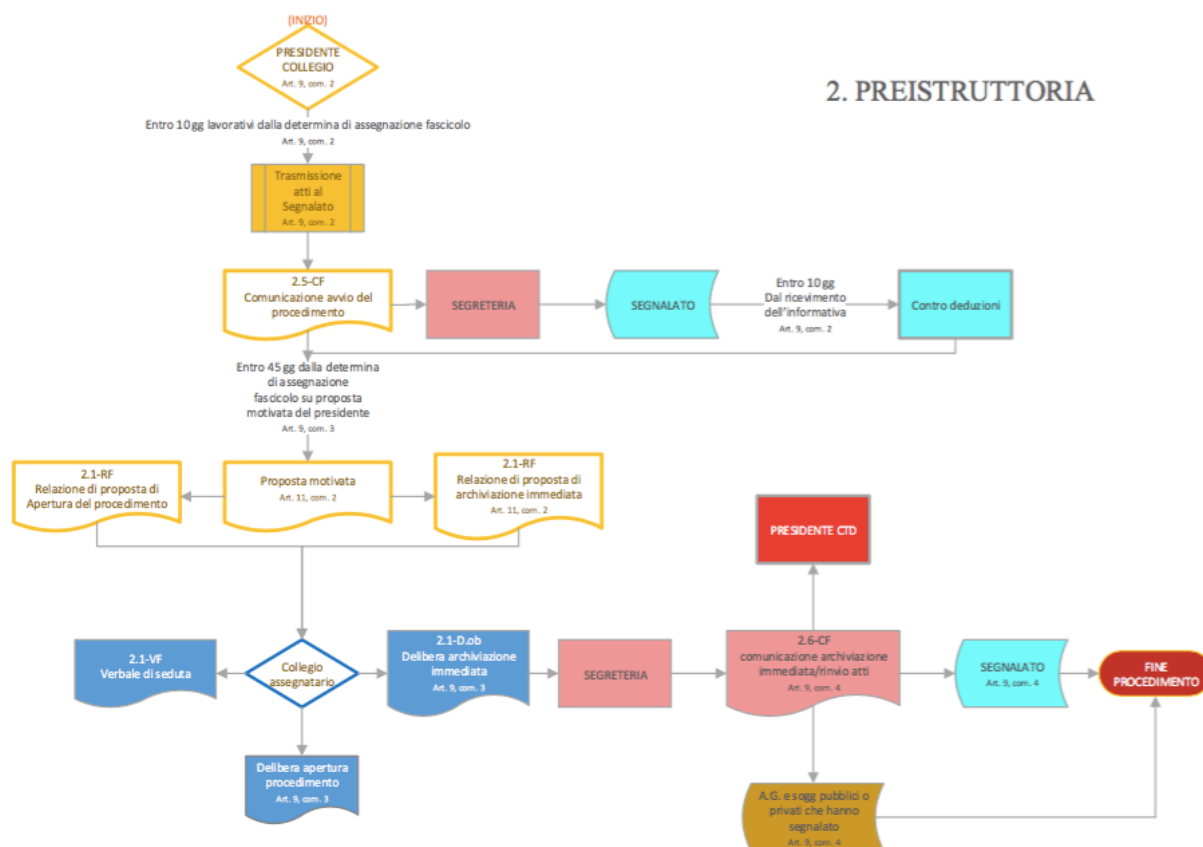 (INIZIO)
PRESIDENTE
COLLEGIO
Art. 9, com. 2
2. PREISTRUTTORIA
Entro 10 gg lavorativi dalla determina di assegnazione fascicolo
Art. 9, com. 2
Trasmissione
atti al
Segnalato
Art. 9, com. 2
2.5-CF
Comunicazione avvio del
procedimento
SEGRETERIA
SEGNALATO
Entro 10 gg
Dal ricevimento
dell'informativa
Art. 9, com. 2
Contro deduzioni
Entro 45 gg dalla determina
di assegnazione
fascicolo su proposta
motivata del presidente
Art. 9, com. 3
2.1-RF
Relazione di proposta di
Apertura del procedimento
Proposta motivata
Art. 11, com. 2
2.1-RF
Relazione di proposta di
archiviazione immediata
Art. 11, com. 2
PRESIDENTE CTD
2.1-VF
Verbale di seduta
Collegio
assegnatario
2.1-D.ob
Delibera archiviazione
immediata
Art. 9, com. 3
SEGRETERIA
2.6-CF
comunicazione archiviazione
immediata/rinvio atti
Art. 9, com. 4
SEGNALATO
Art. 9, com. 4
FINE
PROCEDIMENTO
Delibera apertura
procedimento
Art. 9, com. 3
A.G. e sogg pubblici o
privati che hanno
segnalato
Art. 9, com. 4